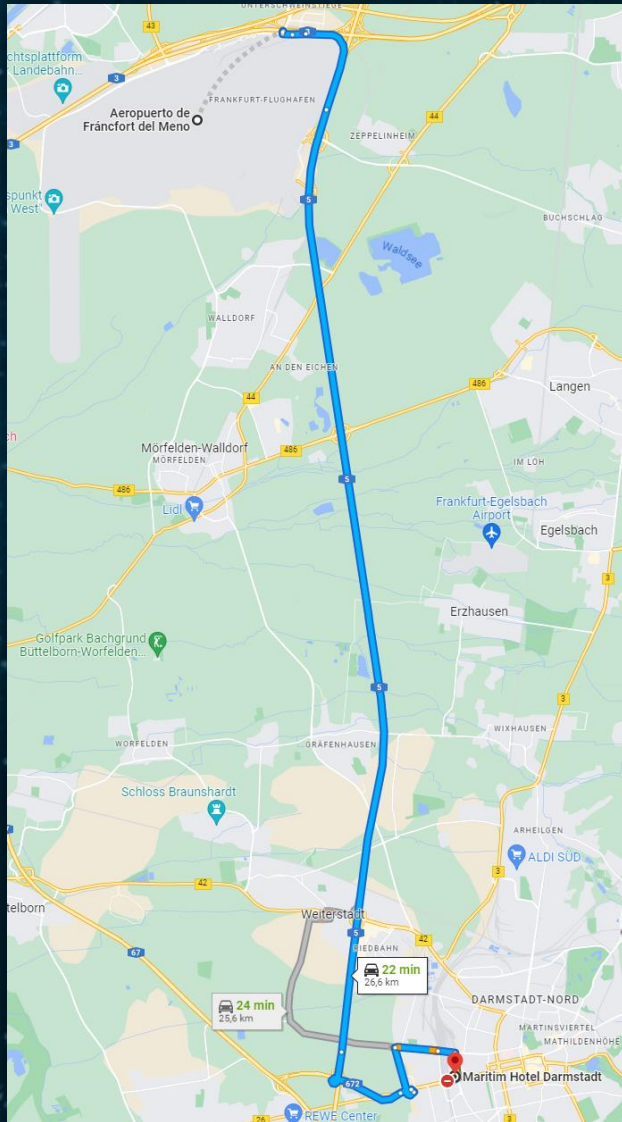 UNTERSCHWEINSTIEGE
43
3
chtsplattform
Landebahn...
3
FRANKFURT-FLUGHAFEN
Aeropuerto de
Fráncfort del Meno
44
3
ZEPPELINHEIM
spunkt
West"
5
BUCHSCHLAG
Waldsee
WALLDORF
AN DEN EICHEN
486
Langen
44
ch
Mörfelden-Walldorf
MÖRFELDEN
486
IM LOH
5
486
Lidl
Frankfurt-Egelsbach
Airport
Egelsbach
3
Erzhausen
Golfpark Bachgrund
Büttelborn-Worfelden...
5
3
WIXHAUSEN
WORFELDEN
GRÄFENHAUSEN
Schloss Braunshardt
ARHEILGEN
ALDI SÜD
3
42
telborn
Weiterstadt
5
42
67
RIEDBAHN
22 min
26,6 km
24 min
25,6 km
DARMSTADT-NORD
MARTINSVIERTEL
MATHILDENHÖHE
Maritim Hotel Darmstadt
672
26
REWE Center